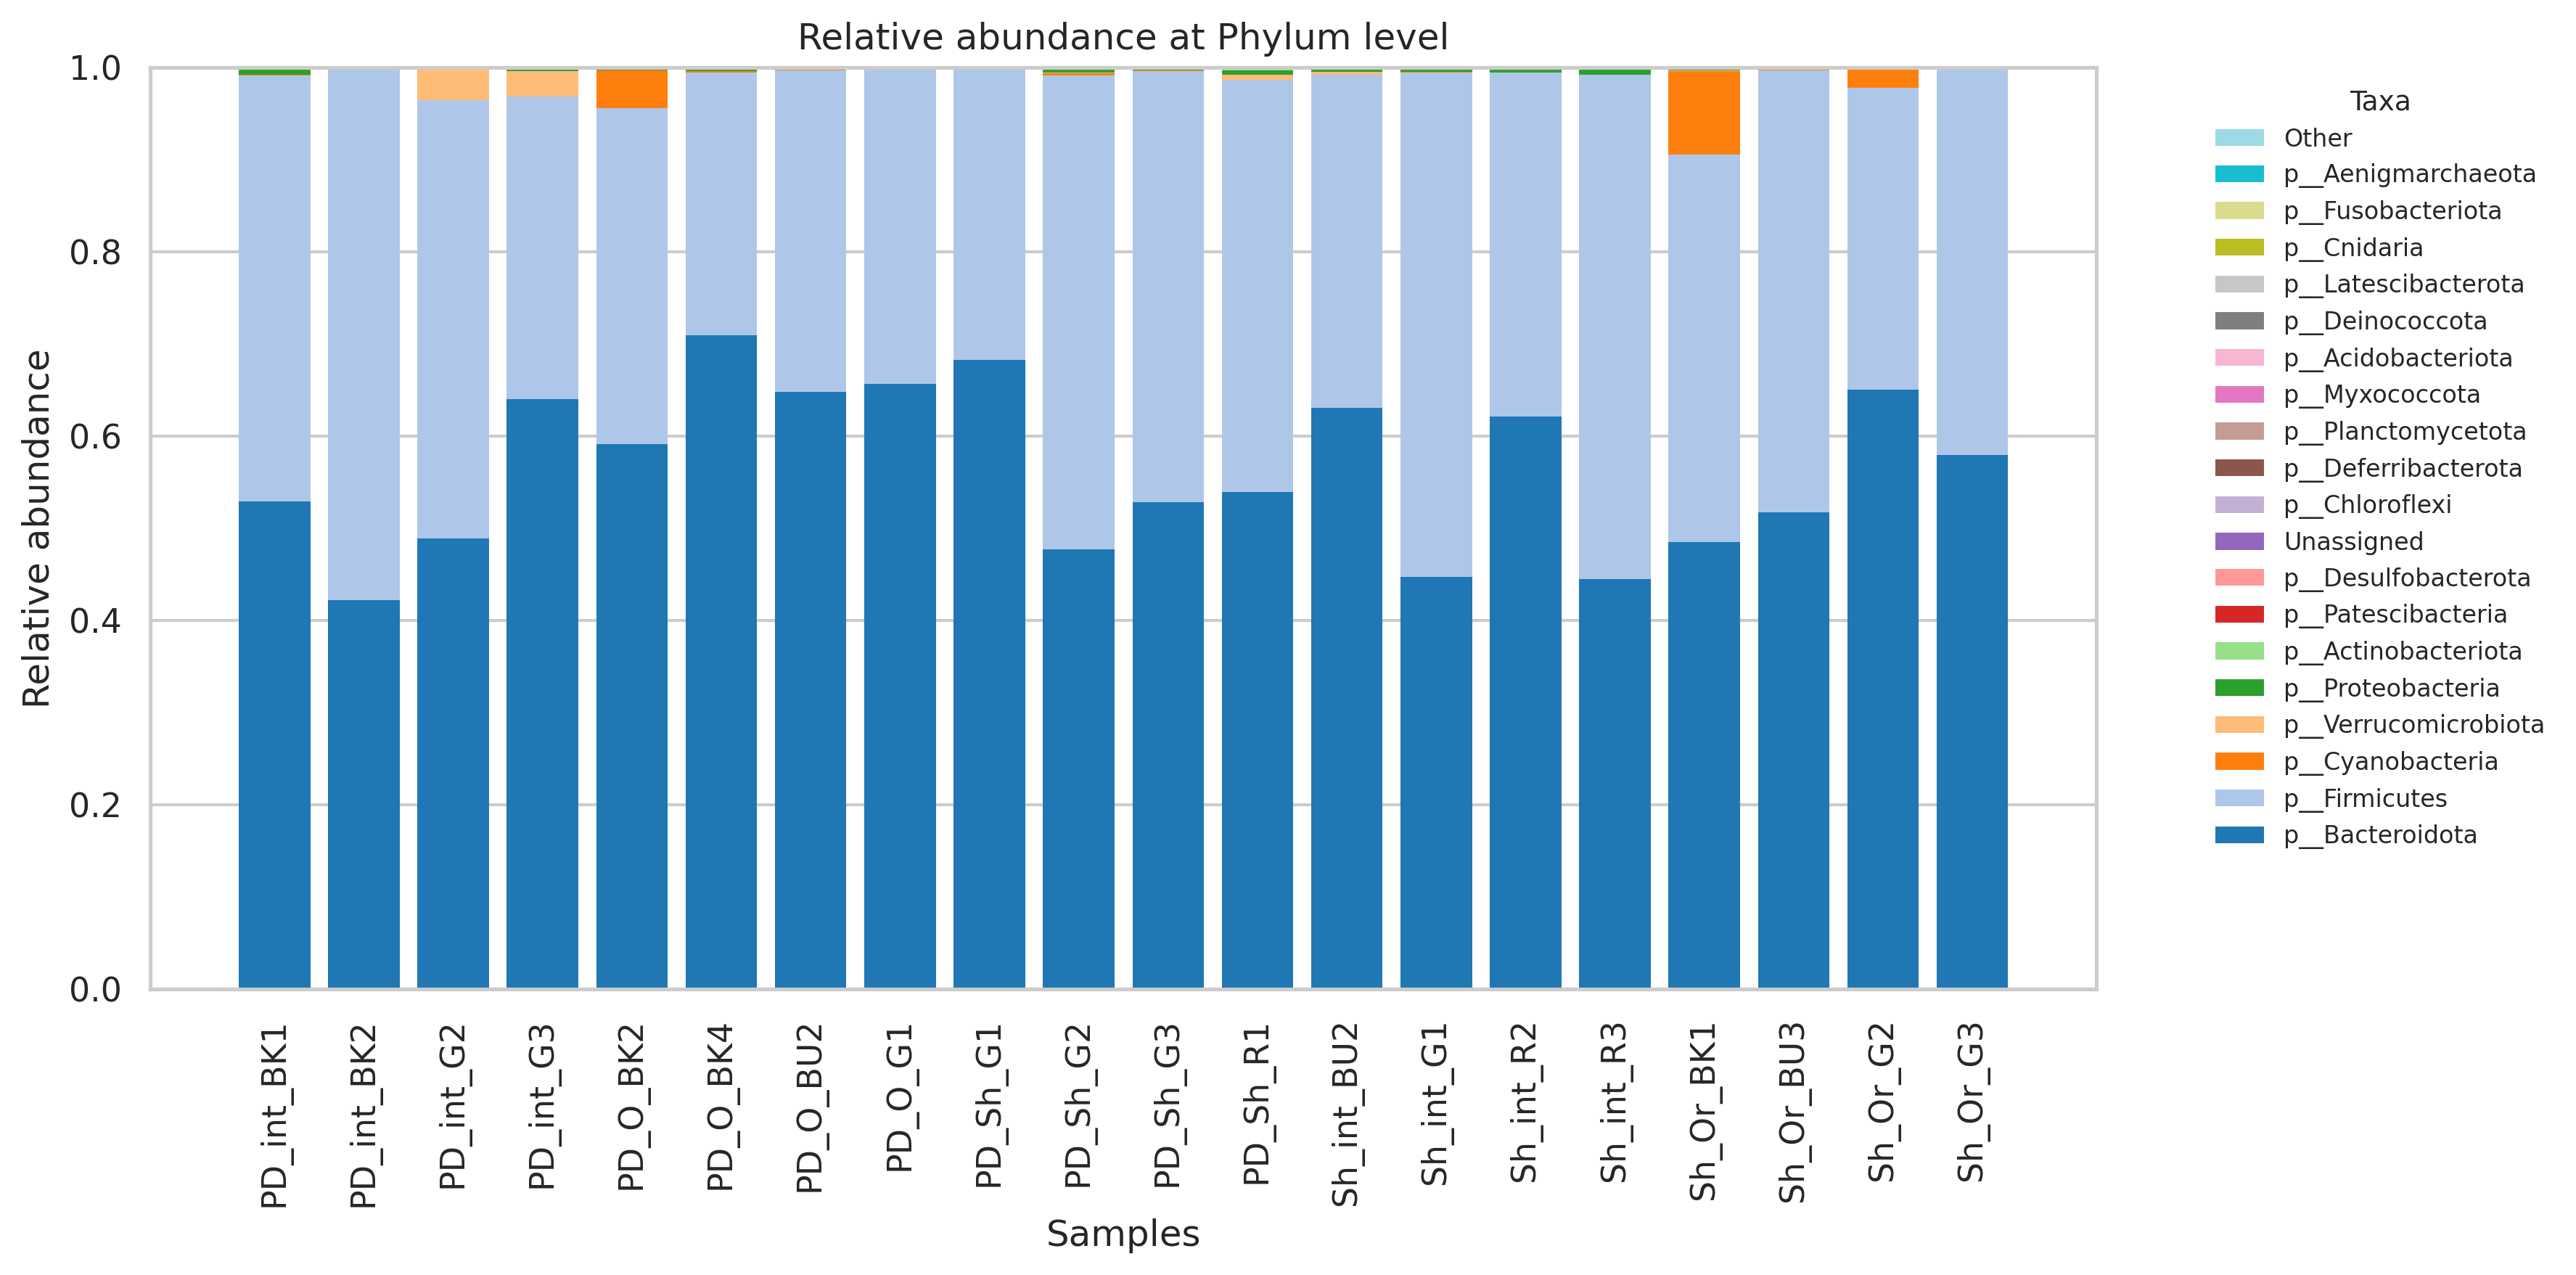 Relative abundance at Phylum level
1.0
0.8
0.6
0.4
0.2
0.0
Relative abundance
PD_int_BK1
PD_int_BK2
PD_int_G2
PD_int_G3
PD_O_BK2
PD_O_BK4
PD_O_BU2
PD_O_G1
PD_Sh_G1
PD_Sh_G2
PD_Sh_G3
PD_Sh_R1
Sh_int_BU2
Sh_int_G1
Sh_int_R2
Sh_int_R3
Sh_Or_BK1
Sh_Or_BU3
Sh_Or_G2
Sh_Or_G3
Samples
Taxa
Other
p__Aenigmarchaeota
p__Fusobacteriota
p__Cnidaria
p__Latescibacterota
p__Deinococcota
p__Acidobacteriota
p__Myxococcota
p__Planctomycetota
p__Deferribacterota
p__Chloroflexi
Unassigned
p__Desulfobacterota
p__Patescibacteria
p__Actinobacteriota
p__Proteobacteria
p__Verrucomicrobiota
p__Cyanobacteria
p__Firmicutes
p__Bacteroidota